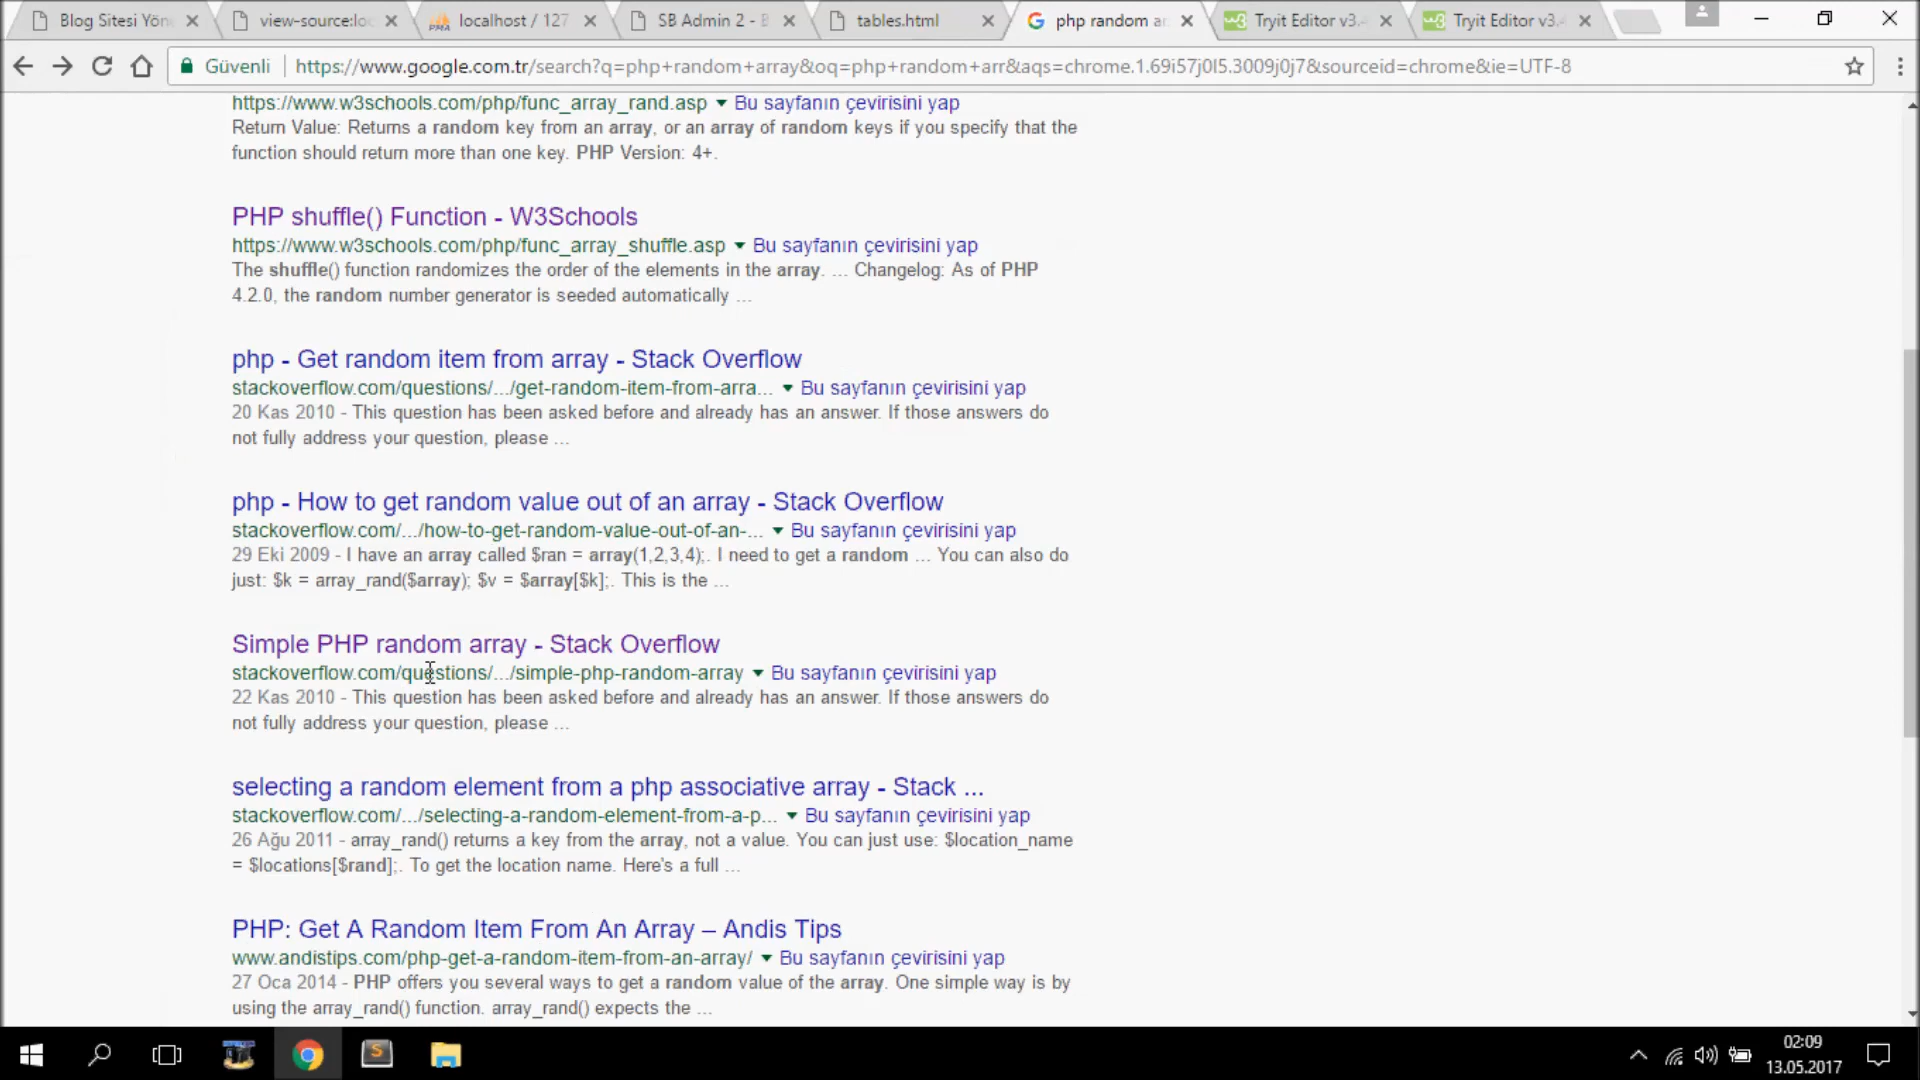 Blog Sitesi Yön
view-source:loc
localhost / 127
SB Admin 2 - B
tables.html
php random ar
Tryit Editor v3.4
Tryit Editor v3.4
Güvenli
https://www.google.com.tr/search?q=php+random+array&oq=php+random+arr&aqs=chrome.1.69i57j0l5.3009j0j7&sourceid=chrome&ie=UTF-8
https://www.w3schools.com/php/func_array_rand.asp ▼ Bu sayfanın çevirisini yap
Return Value: Returns a random key from an array, or an array of random keys if you specify that the
function should return more than one key. PHP Version: 4+.
PHP shuffle() Function - W3Schools
https://www.w3schools.com/php/func_array_shuffle.asp ▼ Bu sayfanın çevirisini yap
The shuffle() function randomizes the order of the elements in the array. ... Changelog: As of PHP
4.2.0, the random number generator is seeded automatically ...
php - Get random item from array - Stack Overflow
stackoverflow.com/questions/.../get-random-item-from-arra... ▼ Bu sayfanın çevirisini yap
20 Kas 2010 - This question has been asked before and already has an answer. If those answers do
not fully address your question, please ...
php - How to get random value out of an array - Stack Overflow
stackoverflow.com/.../how-to-get-random-value-out-of-an-... ▼ Bu sayfanın çevirisini yap
29 Eki 2009 - I have an array called $ran = array(1,2,3,4);. I need to get a random ... You can also do
just: $k = array_rand($array); $v = $array[$k];. This is the ...
Simple PHP random array - Stack Overflow
stackoverflow.com/questions/.../simple-php-random-array ▼ Bu sayfanın çevirisini yap
22 Kas 2010 - This question has been asked before and already has an answer. If those answers do
not fully address your question, please ...
selecting a random element from a php associative array - Stack ...
stackoverflow.com/.../selecting-a-random-element-from-a-p... ▼ Bu sayfanın çevirisini yap
26 Ağu 2011 - array_rand() returns a key from the array, not a value. You can just use: $location_name
= $locations[$rand];. To get the location name. Here's a full ...
PHP: Get A Random Item From An Array – Andis Tips
www.andistips.com/php-get-a-random-item-from-an-array/ ▼ Bu sayfanın çevirisini yap
27 Oca 2014 - PHP offers you several ways to get a random value of the array. One simple way is by
using the array_rand() function. array_rand() expects the ...
02:09
13.05.2017